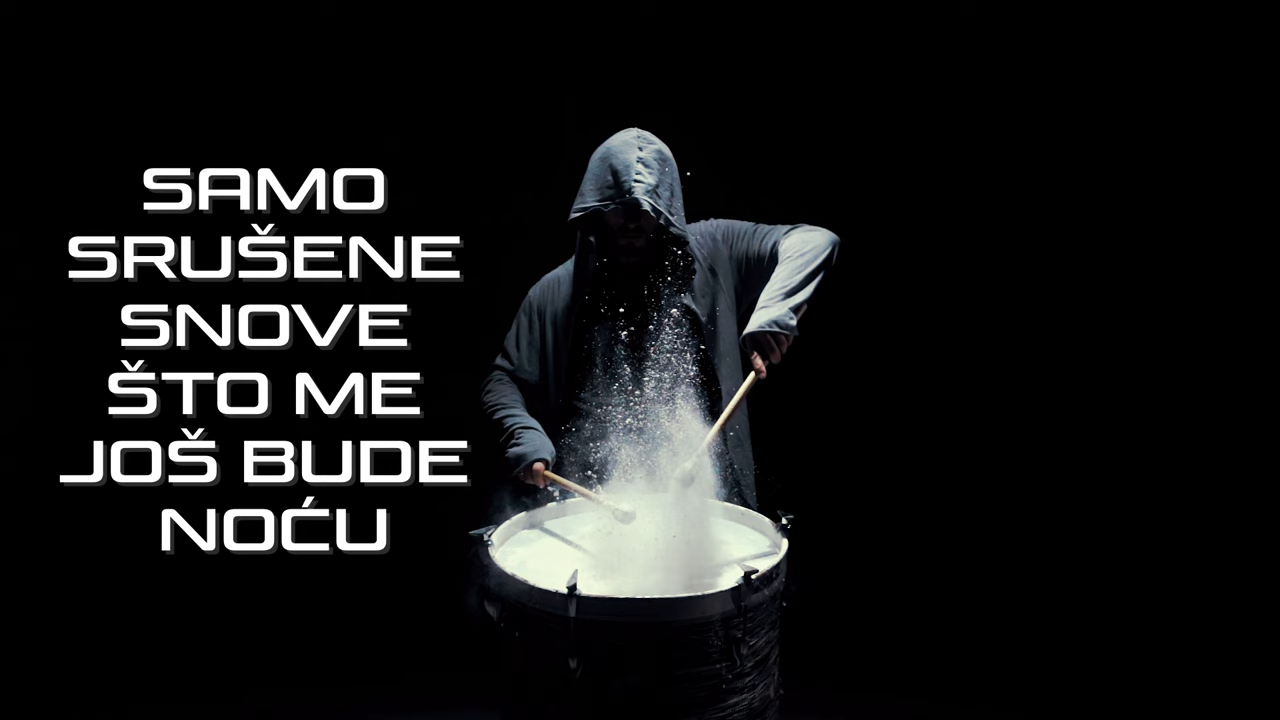 SAMO
SRUŠENE
SNOVE
ŠTO ME
JOŠ BUDE
NOĆU